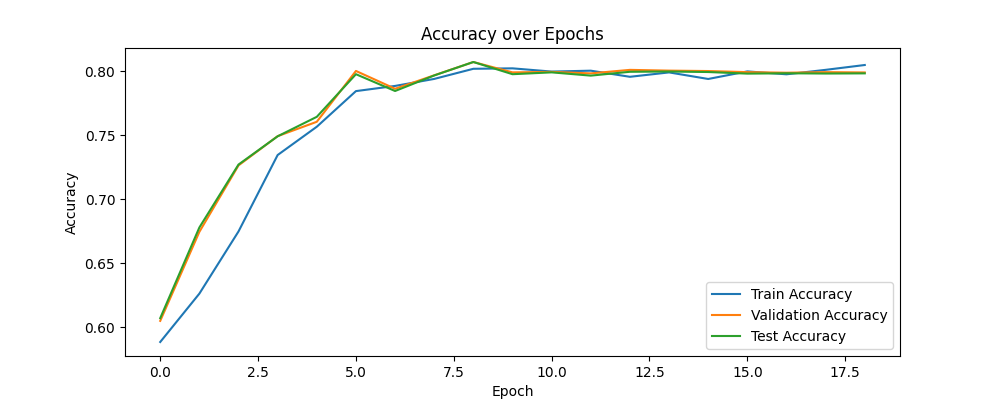 Accuracy over Epochs
Accuracy
0.80
0.75
0.70
0.65
0.60
0.0 2.5 5.0 7.5 10.0 12.5 15.0 17.5
Epoch
Train Accuracy
Validation Accuracy
Test Accuracy